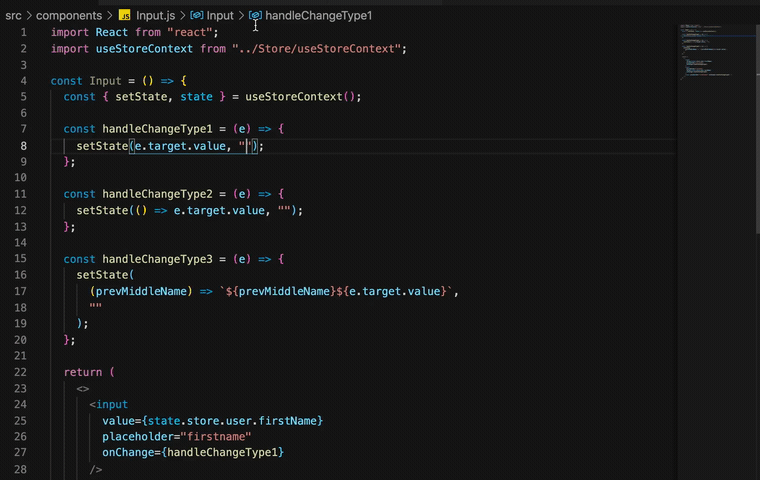 src > components > JS Input.js > Input > handleChangeType1
1 import React from "react";
2 import useStoreContext from "../Store/useStoreContext";
3
4 const Input = () => {
5 const { setState, state } = useStoreContext();
6
7 const handleChangeType1 = (e) => {
8 setState(e.target.value, "");
9 };
10
11 const handleChangeType2 = (e) => {
12 setState(() => e.target.value, "");
13 };
14
15 const handleChangeType3 = (e) => {
16 setState(
17 (prevMiddleName) => `${prevMiddleName}${e.target.value}`,
18 ""
19 );
20 };
21
22 return (
23 <>
24 <input
25 value={state.store.user.firstName}
26 placeholder="firstname"
27 onChange={handleChangeType1}
28 />